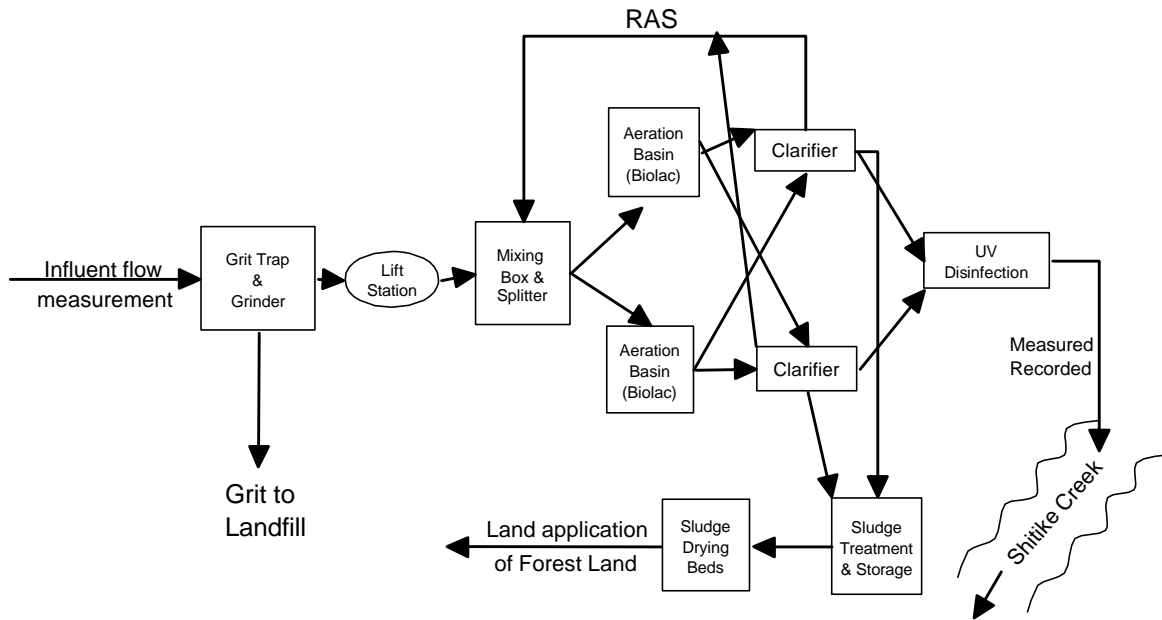 RAS
Aeration
Basin
(Biolac)
Clarifier
Influent flow
measurement
Grit Trap
&
Grinder
Lift
Station
Mixing
Box &
Splitter
UV
Disinfection
Aeration
Basin
(Biolac)
Clarifier
Measured
Recorded
Grit to
Landfill
Land application
of Forest Land
Sludge
Drying
Beds
Sludge
Treatment
& Storage
Shitike Creek